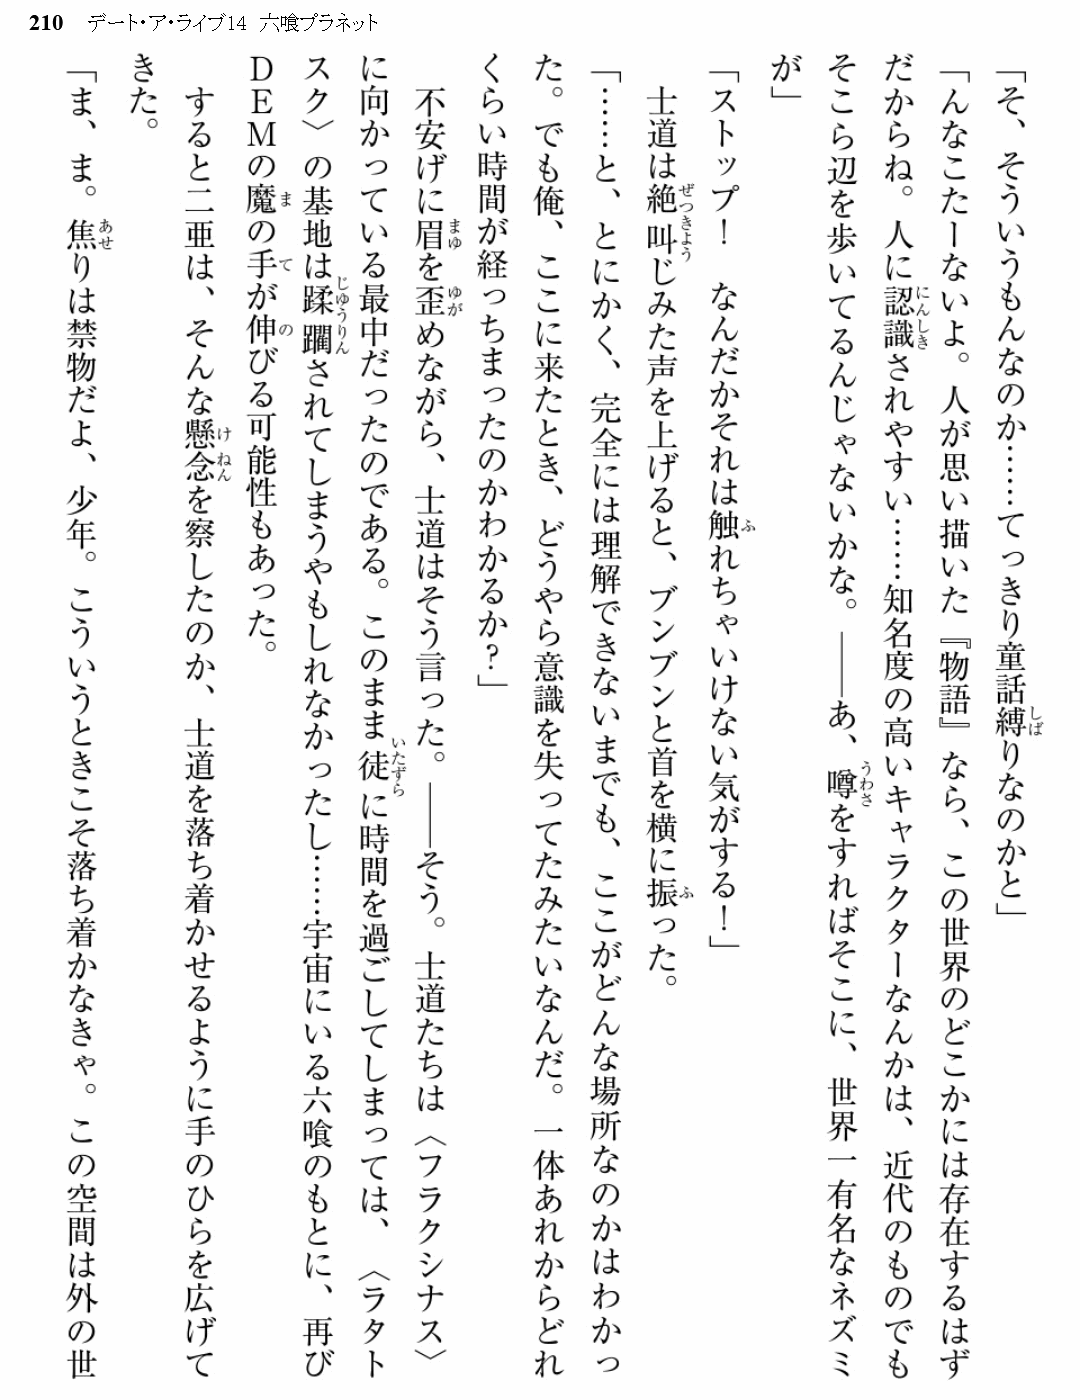 210 デート・ア・ライブ14 六喰プラネット
「そ、そういうもんなのか……てっきり童話縛りなのかと」
「んなこたーないよ。人が思い描いた『物語』なら、この世界のどこかには存在するはず
だからね。人に認識されやすい……知名度の高いキャラクターなんかは、近代のものでも
そこら辺を歩いてるんじゃないかな。――あ、噂をすればそこに、世界一有名なネズミ
が」
「ストップ！　なんだかそれは触れちゃいけない気がする！」
　士道は絶叫じみた声を上げると、ブンブンと首を横に振った。
「……と、とにかく、完全には理解できないまでも、ここがどんな場所なのかはわかっ
た。でも俺、ここに来たとき、どうやら意識を失ってたみたいなんだ。一体あれからどれ
くらい時間が経っちまったのかわかるか？」
　不安げに眉を歪めながら、士道はそう言った。――そう。士道たちは〈フラクシナス〉
に向かっている最中だったのである。このまま徒に時間を過ごしてしまっては、〈ラタト
スク〉の基地は蹂躙されてしまうやもしれなかったし……宇宙にいる六喰のもとに、再び
ＤＥＭの魔の手が伸びる可能性もあった。
　すると二亜は、そんな懸念を察したのか、士道を落ち着かせるように手のひらを広げて
きた。
「ま、ま。焦りは禁物だよ、少年。こういうときこそ落ち着かなきゃ。この空間は外の世